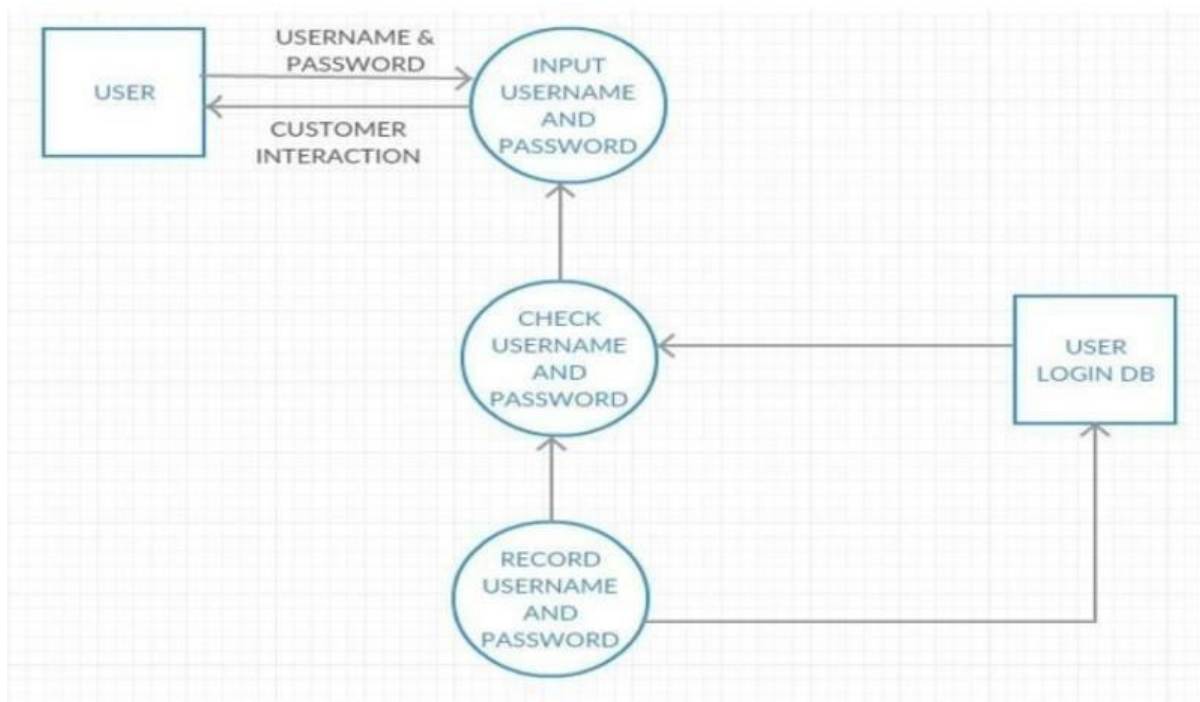 USER
USERNAME &
PASSWORD
CUSTOMER
INTERACTION
INPUT
USERNAME
AND
PASSWORD
CHECK
USERNAME
AND
PASSWORD
USER
LOGIN DB
RECORD
USERNAME
AND
PASSWORD